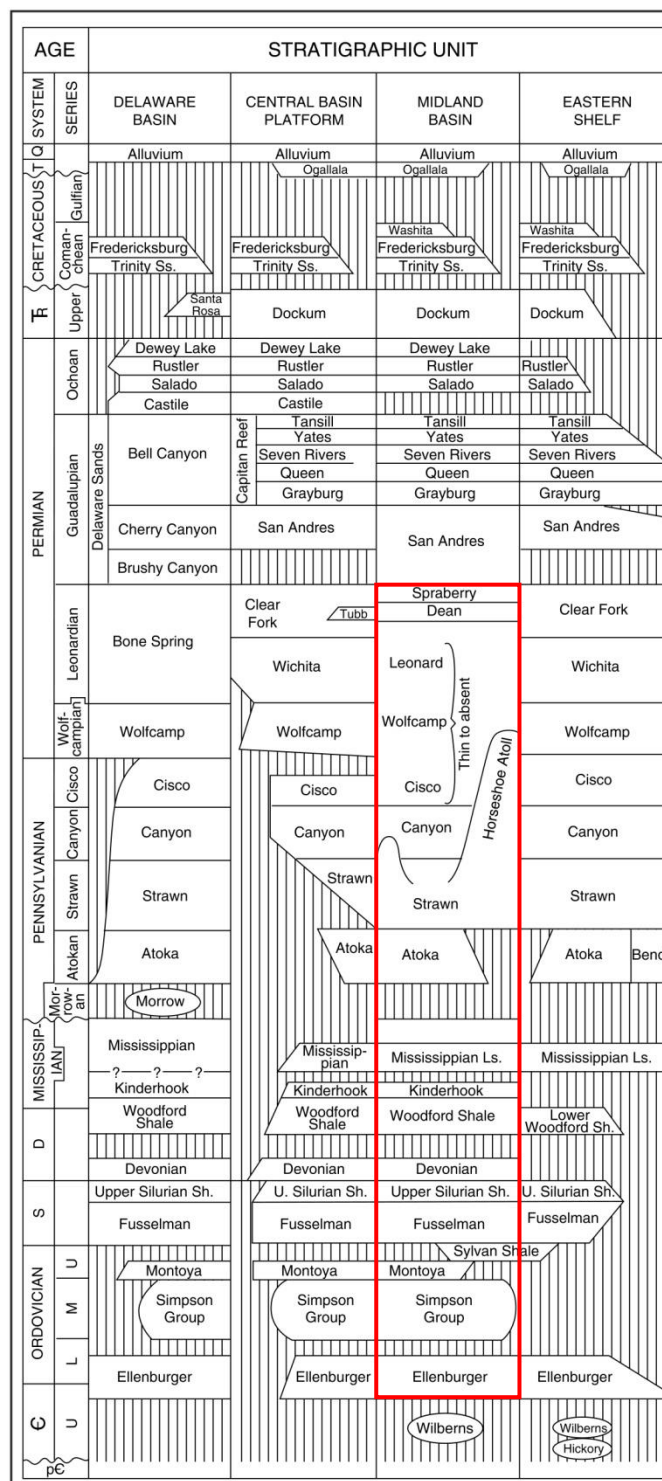 AGE
STRATIGRAPHIC UNIT
SYSTEM
SERIES
DELAWARE
BASIN
CENTRAL BASIN
PLATFORM
MIDLAND
BASIN
EASTERN
SHELF
Q
Alluvium
Alluvium
Alluvium
Alluvium
T
Ogallala
Ogallala
Ogallala
CRETACEOUS
Gulfian
Coman-
chean
Washita
Washita
Fredericksburg
Fredericksburg
Fredericksburg
Fredericksburg
Trinity Ss.
Trinity Ss.
Trinity Ss.
Trinity Ss.
Upper
Santa
Rosa
Dockum
Dockum
Dockum
PERMIAN
Ochoan
Dewey Lake
Dewey Lake
Dewey Lake
Rustler
Rustler
Rustler
Rustler
Salado
Salado
Salado
Salado
Castile
Castile
Guadalupian
Delaware Sands
Bell Canyon
Capitan Reef
Tansill
Tansill
Tansill
Yates
Yates
Yates
Seven Rivers
Seven Rivers
Seven Rivers
Queen
Queen
Queen
Grayburg
Grayburg
Grayburg
Cherry Canyon
San Andres
San Andres
San Andres
Brushy Canyon
Leonardian
Bone Spring
Clear
Fork
Tubb
Spraberry
Dean
Clear Fork
Wichita
Leonard
Wichita
Thin to absent
Wolf-
campian
Wolfcamp
Wolfcamp
Wolfcamp
Wolfcamp
Horseshoe Atoll
PENNSYLVANIAN
Cisco
Cisco
Cisco
Cisco
Cisco
Canyon
Canyon
Canyon
Canyon
Canyon
Strawn
Strawn
Strawn
Strawn
Strawn
Atokan
Atoka
Atoka
Atoka
Atoka
Bend
Mor-
row-
an
Morrow
MISSISSIP-
IAN
Mississippian
Mississip-
pian
Mississippian Ls.
Mississippian Ls.
? ? ?
Kinderhook
Kinderhook
Kinderhook
D
Woodford
Shale
Woodford
Shale
Woodford Shale
Lower
Woodford Sh.
Devonian
Devonian
Devonian
S
Upper Silurian Sh.
U. Silurian Sh.
Upper Silurian Sh.
U. Silurian Sh.
Fusselman
Fusselman
Fusselman
Fusselman
Sylvan Shale
ORDOVICIAN
U
Montoya
Montoya
Montoya
M
Simpson
Group
Simpson
Group
Simpson
Group
L
Ellenburger
Ellenburger
Ellenburger
Ellenburger
Є
U
Wilberns
Wilberns
Hickory
pЄ